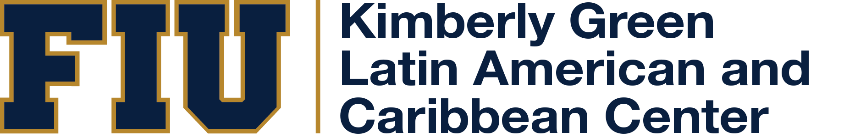 FIU
Kimberly Green
Latin American and
Caribbean Center